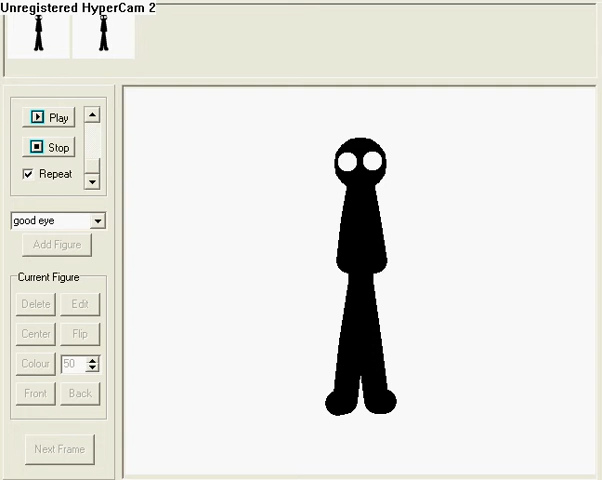 Unregistered HyperCam 2
Play
Stop
Repeat
good eye
Add Figure
Current Figure
Delete Edit
Center Flip
Colour 50
Front Back
Next Frame